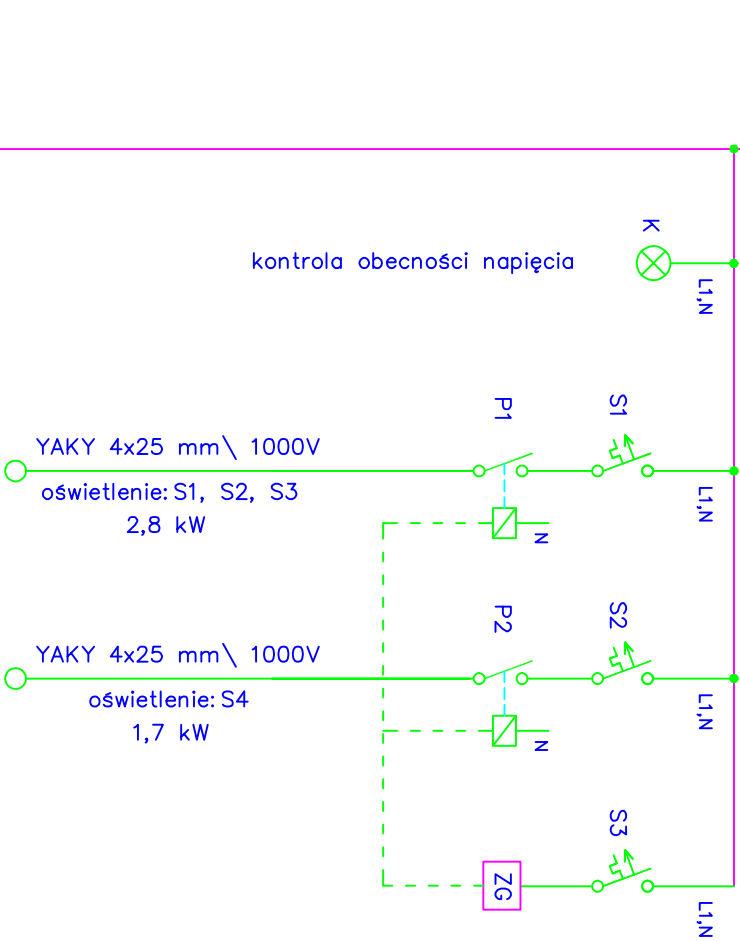 K
kontrola obecności napięcia
L1,N
P1
S1
YAKY 4x25 mm\ 1000V
L1,N
oświetlenie: S1, S2, S3
2,8 kW
N
P2
S2
YAKY 4x25 mm\ 1000V
L1,N
oświetlenie: S4
1,7 kW
N
S3
ZG
L1,N